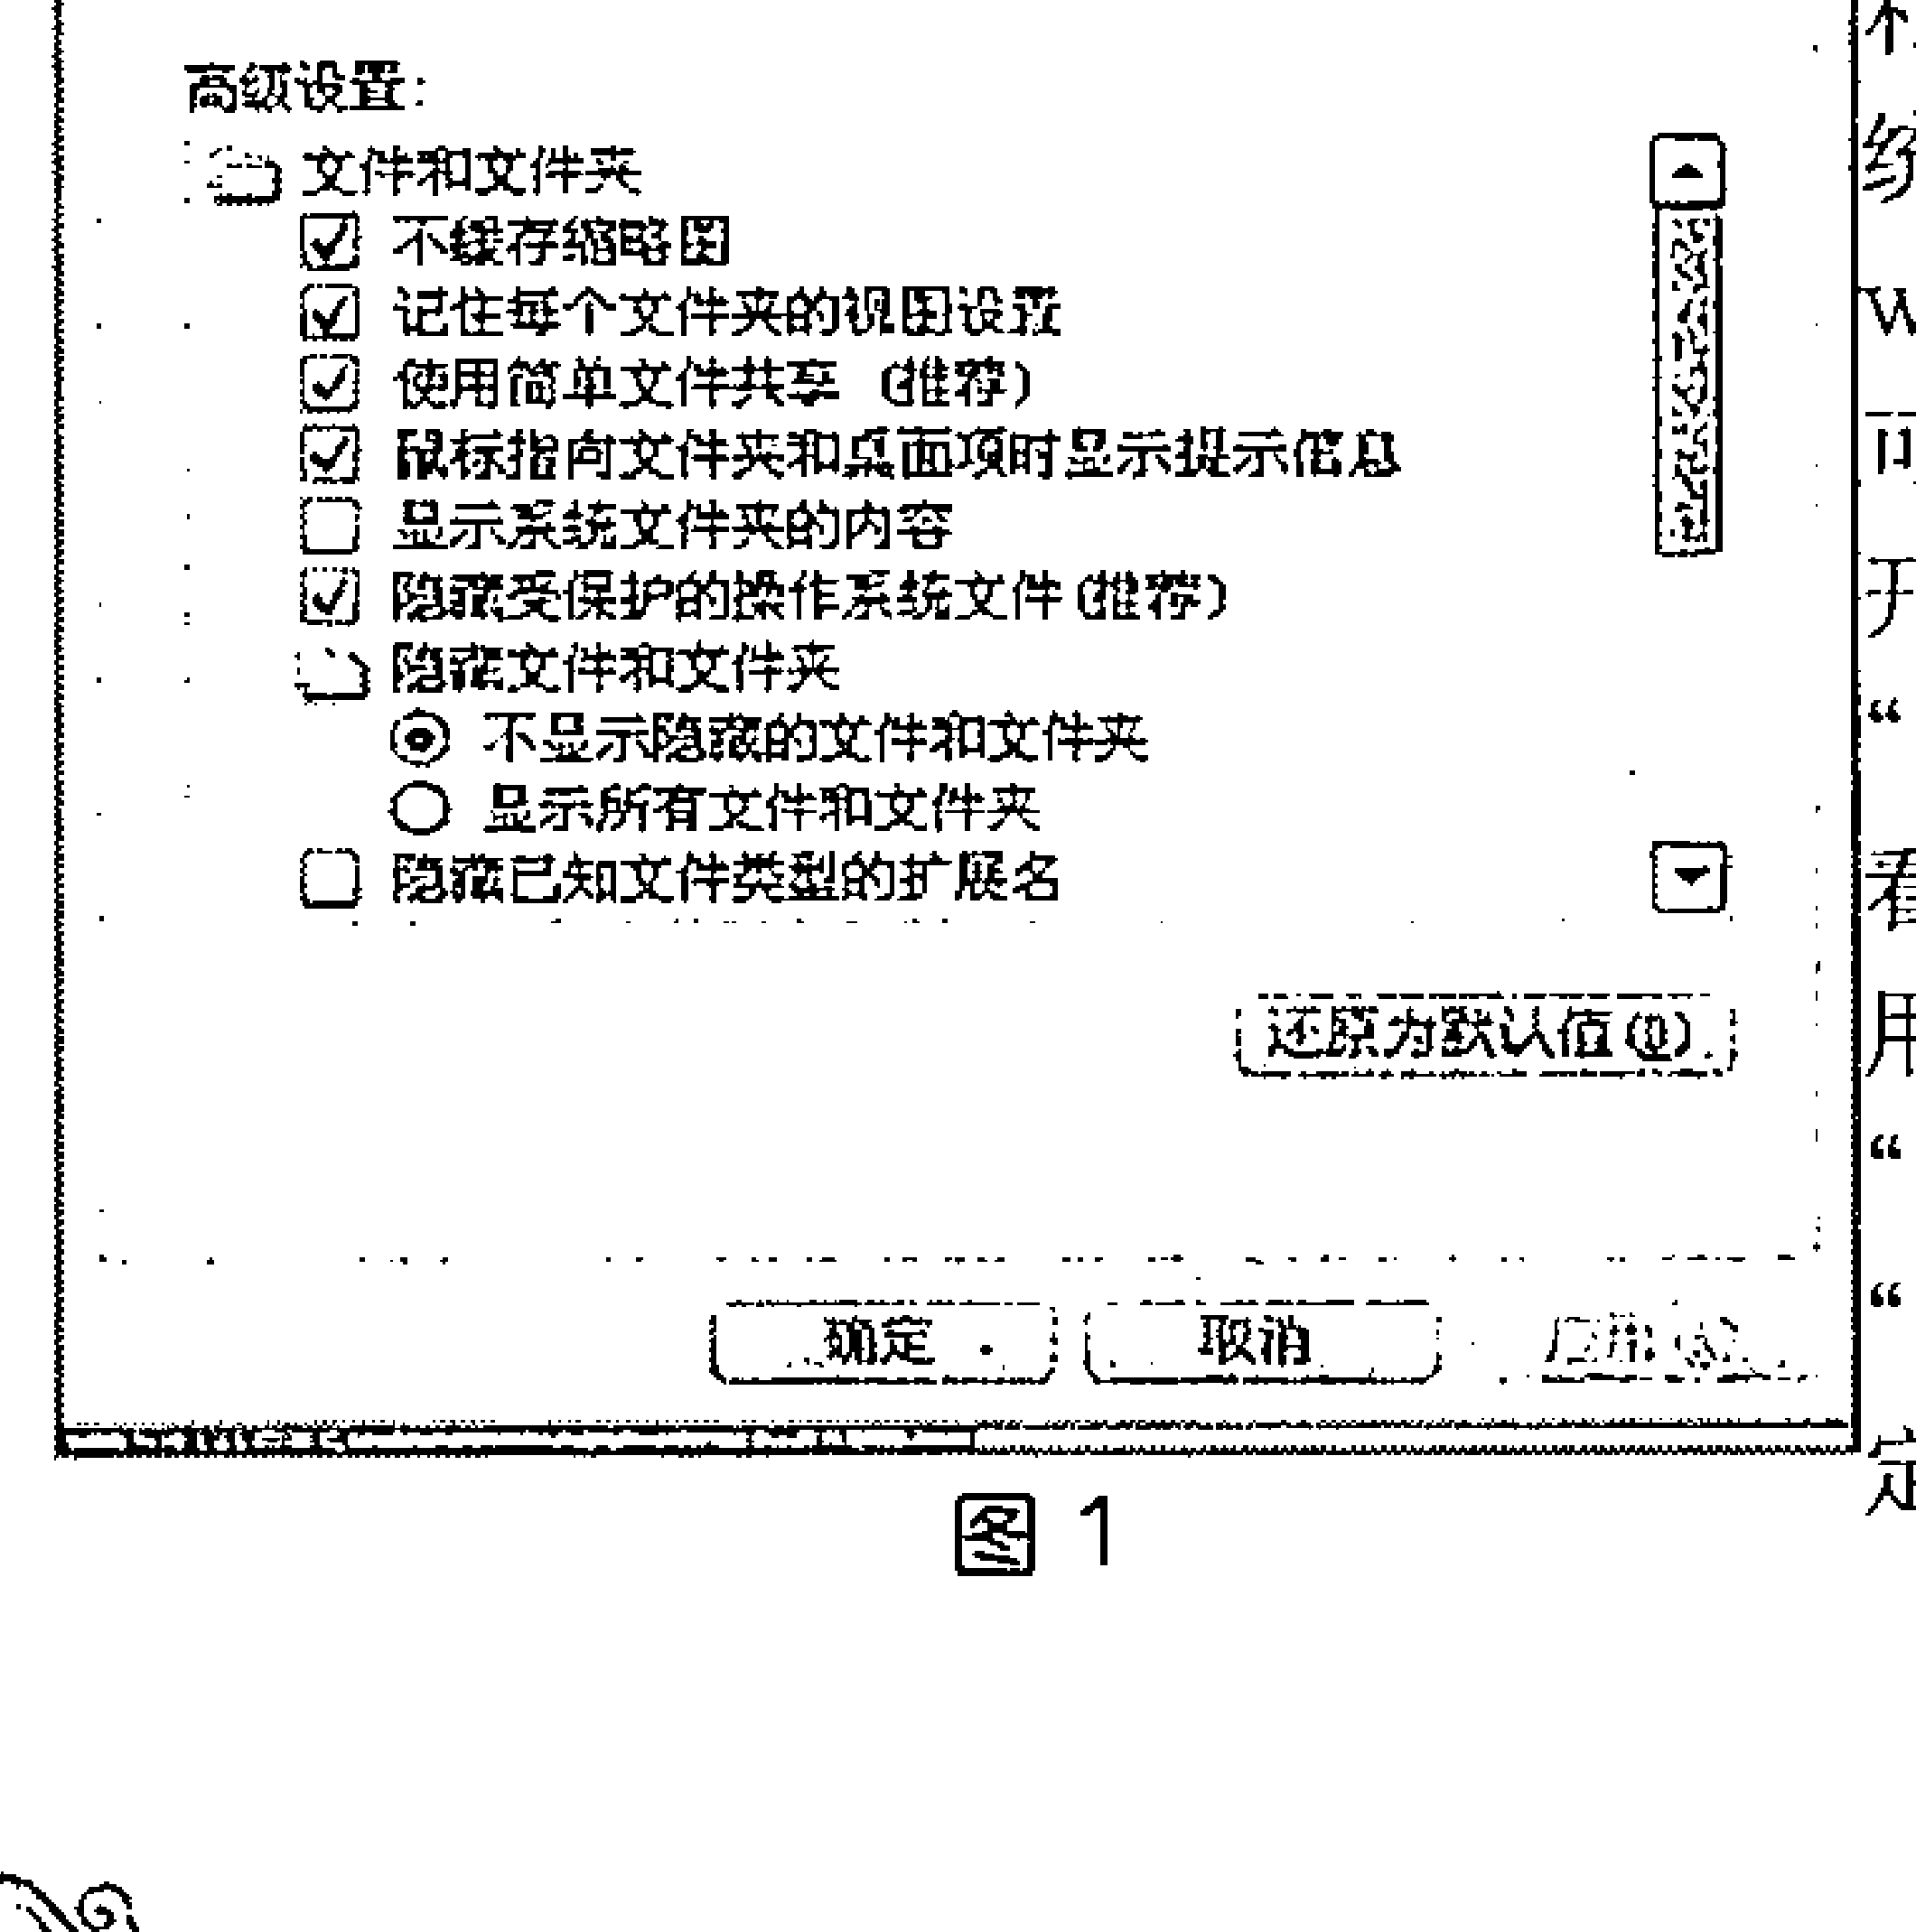 高级设置:
文件和文件夹
不缓存缩略图
记住每个文件夹的视图设置
使用简单文件共享 (推荐)
鼠标指向文件夹和桌面项时显示提示信息
显示系统文件夹的内容
隐藏受保护的操作系统文件(推荐)
隐藏文件和文件夹
不显示隐藏的文件和文件夹
显示所有文件和文件夹
隐藏已知文件类型的扩展名
还原为默认值(D)
确定 取消
图 1
统
W
可
开
“
看
用
“
“
定